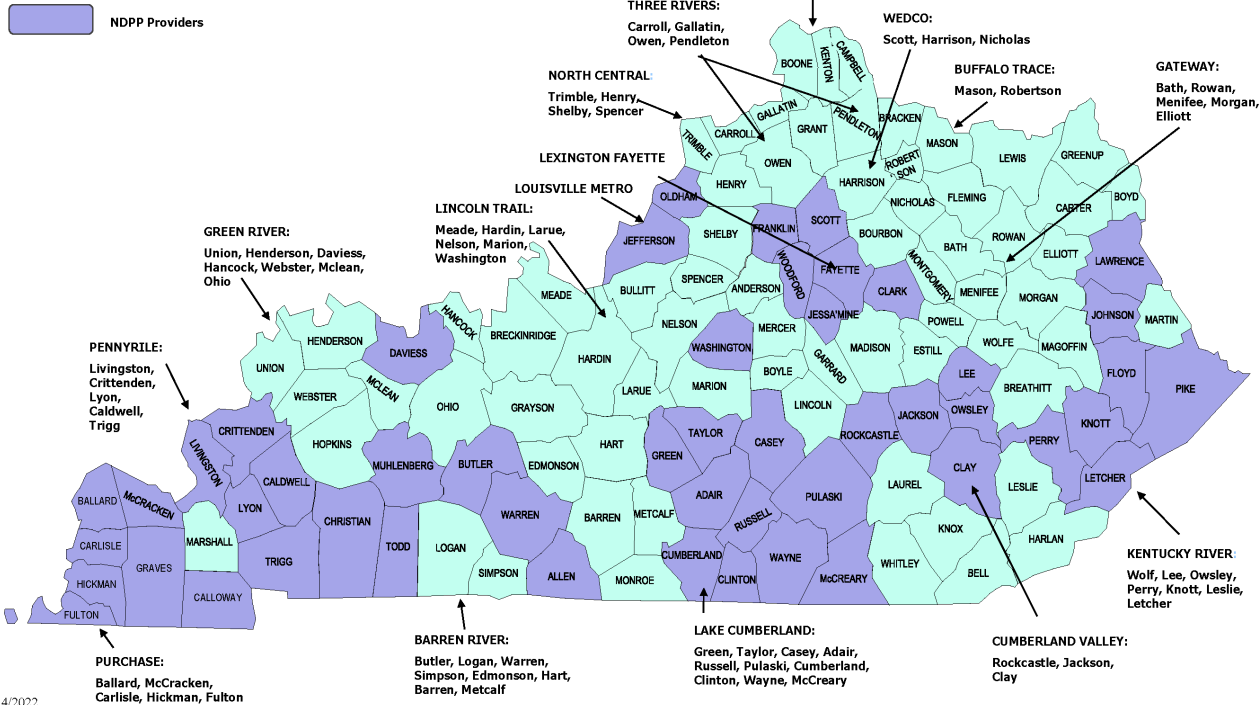 NDPP Providers
THREE RIVERS:
Carroll, Gallatin,
Owen, Pendleton
WEDCO:
Scott, Harrison, Nicholas
NORTH CENTRAL:
Trimble, Henry,
Shelby, Spencer
BUFFALO TRACE:
Mason, Robertson
GATEWAY:
Bath, Rowan,
Menifee, Morgan,
Elliott
LEXINGTON FAYETTE
LOUISVILLE METRO
LINCOLN TRAIL:
Meade, Hardin, Larue,
Nelson, Marion,
Washington
GREEN RIVER:
Union, Henderson, Daviess,
Hancock, Webster, Mclean,
Ohio
PENNYRILE:
Livingston,
Crittenden,
Lyon,
Caldwell,
Trigg
BOONE
KENTON
CAMPBELL
GALLATIN
CARROLL
TRIMBLE
GRANT
PENDLETON
BRACKEN
MASON
ROBERT
SON
LEWIS
GREENUP
OWEN
HENRY
HARRISON
OLDHAM
NICHOLAS
FLEMING
CARTER
BOYD
SCOTT
FRANKLIN
SHELBY
JEFFERSON
BOURBON
BATH
ROWAN
ELLIOTT
LAWRENCE
WOODFORD
FAYETTE
MONTGOMERY
SPENCER
ANDERSON
BULLITT
CLARK
MENIFEE
MORGAN
MEADE
JESSA'MINE
POWELL
JOHNSON
MARTIN
HANCOCK
BRECKINRIDGE
NELSON
MERCER
WASHINGTON
MADISON
ESTILL
WOLFE
MAGOFFIN
HENDERSON
DAVIESS
HARDIN
BOYLE
GARRARD
LEE
FLOYD
PIKE
UNION
MCLEAN
WEBSTER
OHIO
GRAYSON
LARUE
MARION
LINCOLN
JACKSON
OWSLEY
BREATHITT
KNOTT
CRITTENDEN
LIVINGSTON
HOPKINS
HART
TAYLOR
CASEY
ROCKCASTLE
PERRY
MUHLENBERG
BUTLER
EDMONSON
GREEN
CLAY
LETCHER
CALDWELL
LYON
BALLARD
McCRACKEN
ADAIR
PULASKI
LAUREL
LESLIE
CHRISTIAN
WARREN
BARREN
METCALF
RUSSELL
KNOX
HARLAN
CARLISLE
MARSHALL
TODD
LOGAN
GRAVES
TRIGG
SIMPSON
ALLEN
MONROE
CUMBERLAND
WAYNE
CLINTON
McCREARY
WHITLEY
BELL
HICKMAN
CALLOWAY
FULTON
KENTUCKY RIVER:
Wolf, Lee, Owsley,
Perry, Knott, Leslie,
Letcher
PURCHASE:
Ballard, McCracken,
Carlisle, Hickman, Fulton
BARREN RIVER:
Butler, Logan, Warren,
Simpson, Edmonson, Hart,
Barren, Metcalf
LAKE CUMBERLAND:
Green, Taylor, Casey, Adair,
Russell, Pulaski, Cumberland,
Clinton, Wayne, McCreary
CUMBERLAND VALLEY:
Rockcastle, Jackson,
Clay
4/2022